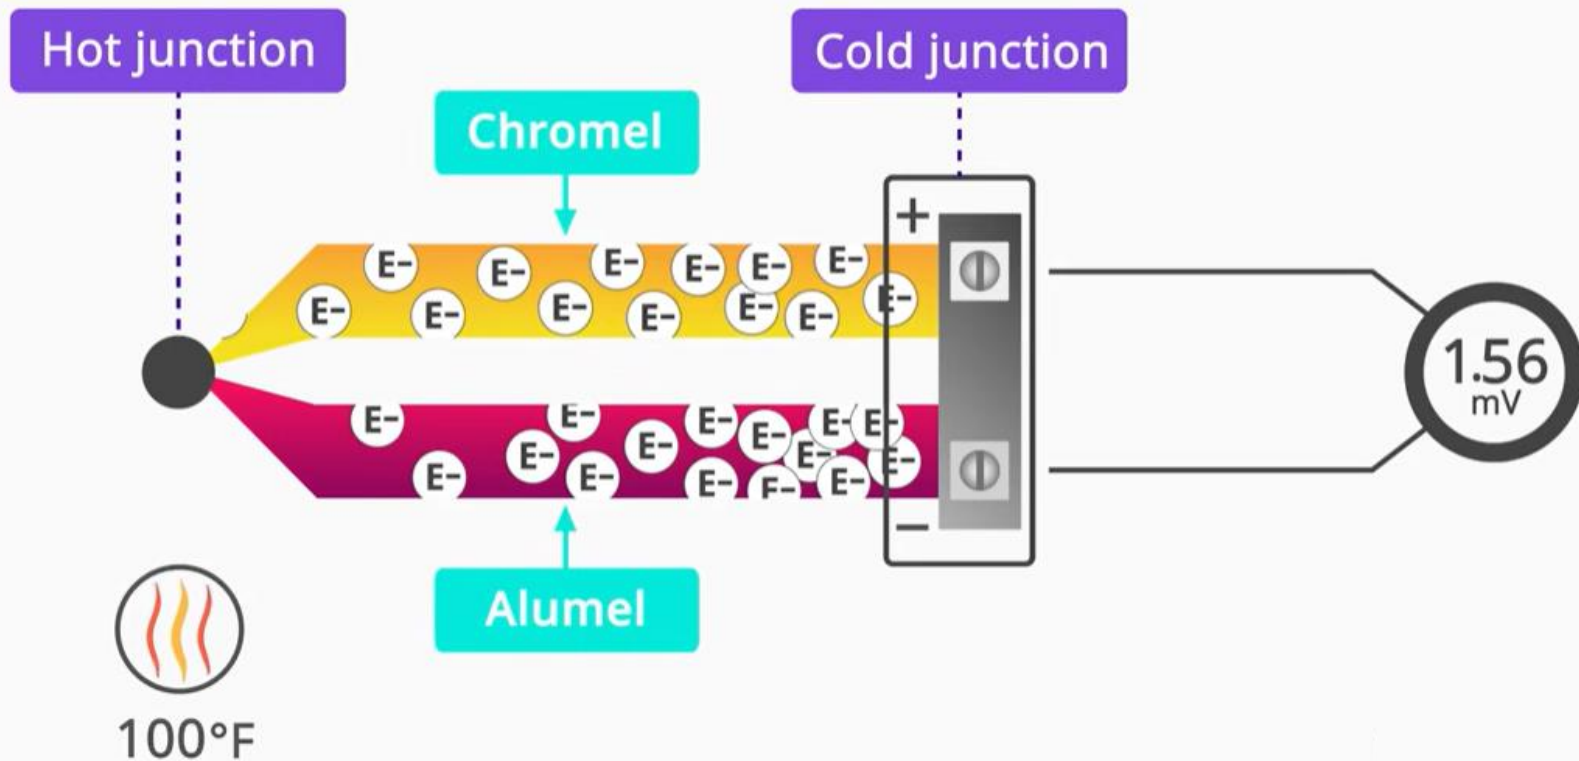 Hot junction
Cold junction
Chromel
+
E- E- E- E- E- E-
E- E- E- E- E- E- E-
1.56
mV
E- E- E- E- E- E-
E- E- E- E- E- E- E- E- E-
−
Alumel
100°F